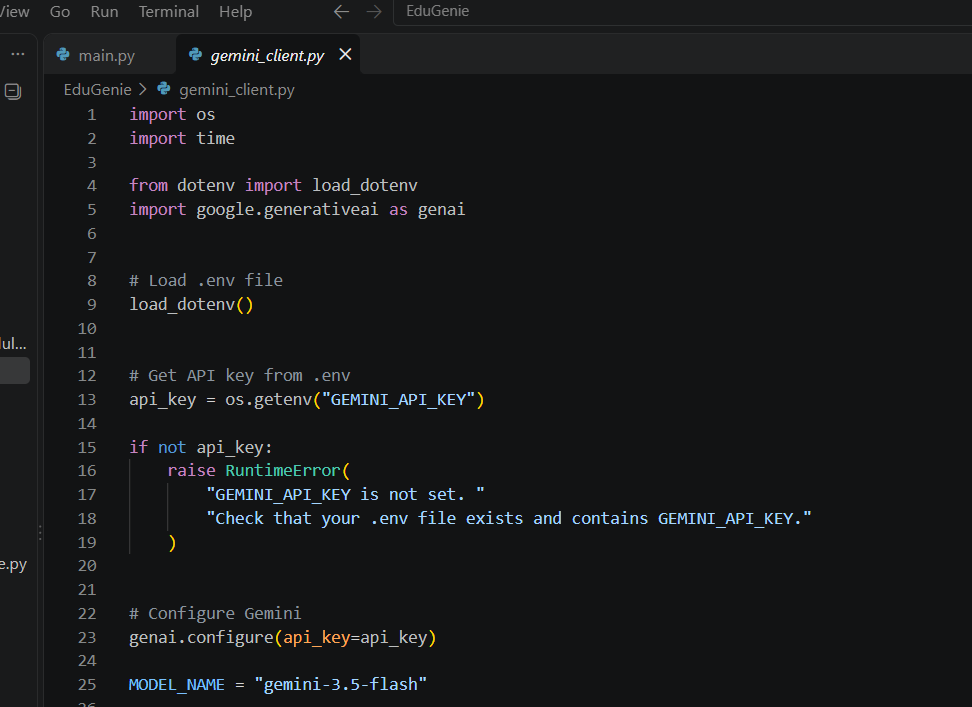 View Go Run Terminal Help ← → EduGenie
... main.py gemini_client.py ×
EduGenie > gemini_client.py
1 import os
2 import time
3
4 from dotenv import load_dotenv
5 import google.generativeai as genai
6
7
8 # Load .env file
9 load_dotenv()
10
11
12 # Get API key from .env
13 api_key = os.getenv("GEMINI_API_KEY")
14
15 if not api_key:
16 raise RuntimeError(
17 "GEMINI_API_KEY is not set. "
18 "Check that your .env file exists and contains GEMINI_API_KEY."
19 )
20
21
22 # Configure Gemini
23 genai.configure(api_key=api_key)
24
25 MODEL_NAME = "gemini-3.5-flash"
26
ul...
e.py